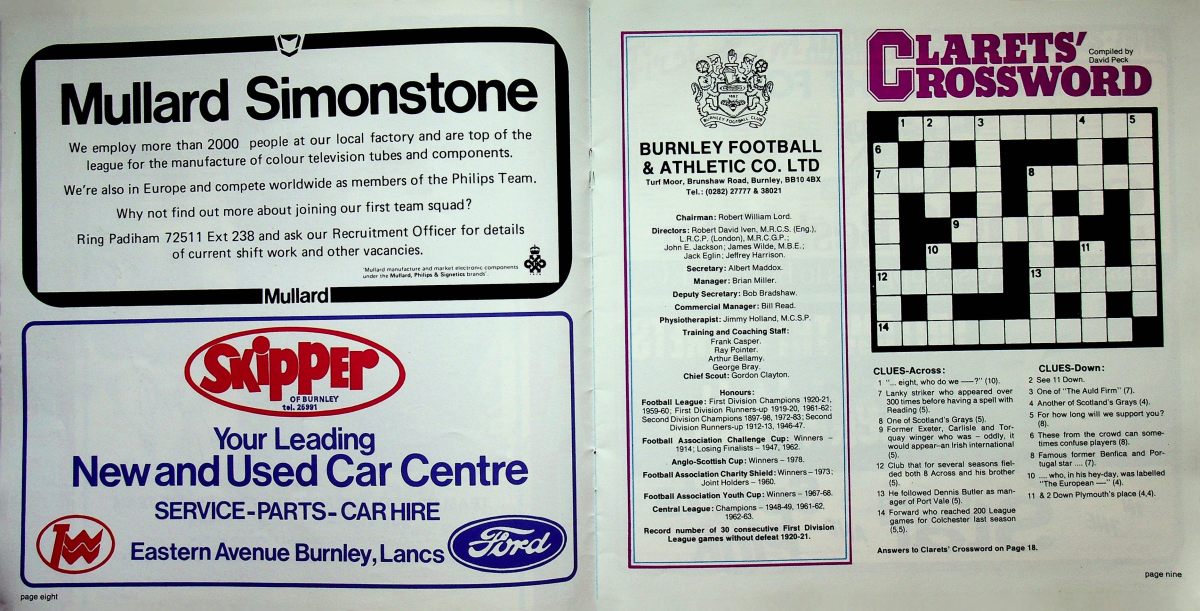 Mullard Simonstone
We employ more than 2000 people at our local factory and are top of the
league for the manufacture of colour television tubes and components.
We're also in Europe and compete worldwide as members of the Philips Team.
Why not find out more about joining our first team squad?
Ring Padiham 72511 Ext 238 and ask our Recruitment Officer for details
of current shift work and other vacancies.
'Mullard manufacture and market electronic components
under the Mullard, Philips & Signetics brands'
Mullard
SKIPPER
OF BURNLEY
tel. 25991
Your Leading
New and Used Car Centre
SERVICE-PARTS-CAR HIRE
Eastern Avenue Burnley, Lancs
Ford
page eight
BURNLEY FOOTBALL CLUB
BURNLEY FOOTBALL
& ATHLETIC CO. LTD
Turf Moor, Brunshaw Road, Burnley, BB10 4BX
Tel.: (0282) 27777 & 38021
Chairman: Robert William Lord.
Directors: Robert David Iven, M.R.C.S. (Eng.),
L.R.C.P. (London), M.R.C.G.P.;
John E. Jackson; James Wilde, M.B.E.;
Jack Eglin; Jeffrey Harrison.
Secretary: Albert Maddox.
Manager: Brian Miller.
Deputy Secretary: Bob Bradshaw.
Commercial Manager: Bill Read.
Physiotherapist: Jimmy Holland, M.C.S.P.
Training and Coaching Staff:
Frank Casper.
Ray Pointer.
Arthur Bellamy.
George Bray.
Chief Scout: Gordon Clayton.
Honours:
Football League: First Division Champions 1920-21,
1959-60; First Division Runners-up 1919-20, 1961-62;
Second Division Champions 1897-98, 1972-83; Second
Division Runners-up 1912-13, 1946-47.
Football Association Challenge Cup: Winners –
1914; Losing Finalists – 1947, 1962.
Anglo-Scottish Cup: Winners – 1978.
Football Association Charity Shield: Winners – 1973;
Joint Holders – 1960.
Football Association Youth Cup: Winners – 1967-68.
Central League: Champions – 1948-49, 1961-62,
1962-63.
Record number of 30 consecutive First Division
League games without defeat 1920-21.
CLARETS'
CROSSWORD
Compiled by
David Peck
1 2 3 4 5
6
7 8
9
10 11
12 13
14
CLUES-Across:
1 "... eight, who do we —–?" (10).
7 Lanky striker who appeared over
300 times before having a spell with
Reading (5).
8 One of Scotland's Grays (5).
9 Former Exeter, Carlisle and Tor-
quay winger who was – oddly, it
would appear–an Irish international
(5).
12 Club that for several seasons fiel-
ded both 8 Across and his brother
(5).
13 He followed Dennis Butler as man-
ager of Port Vale (5).
14 Forward who reached 200 League
games for Colchester last season
(5,5).
CLUES-Down:
2 See 11 Down.
3 One of "The Auld Firm" (7).
4 Another of Scotland's Grays (4).
5 For how long will we support you?
(8).
6 These from the crowd can some-
times confuse players (8).
8 Famous former Benfica and Por-
tugal star .... (7).
10 .... who, in his hey-day, was labelled
"The European —–" (4).
11 & 2 Down Plymouth's place (4,4).
Answers to Clarets' Crossword on Page 18.
page nine